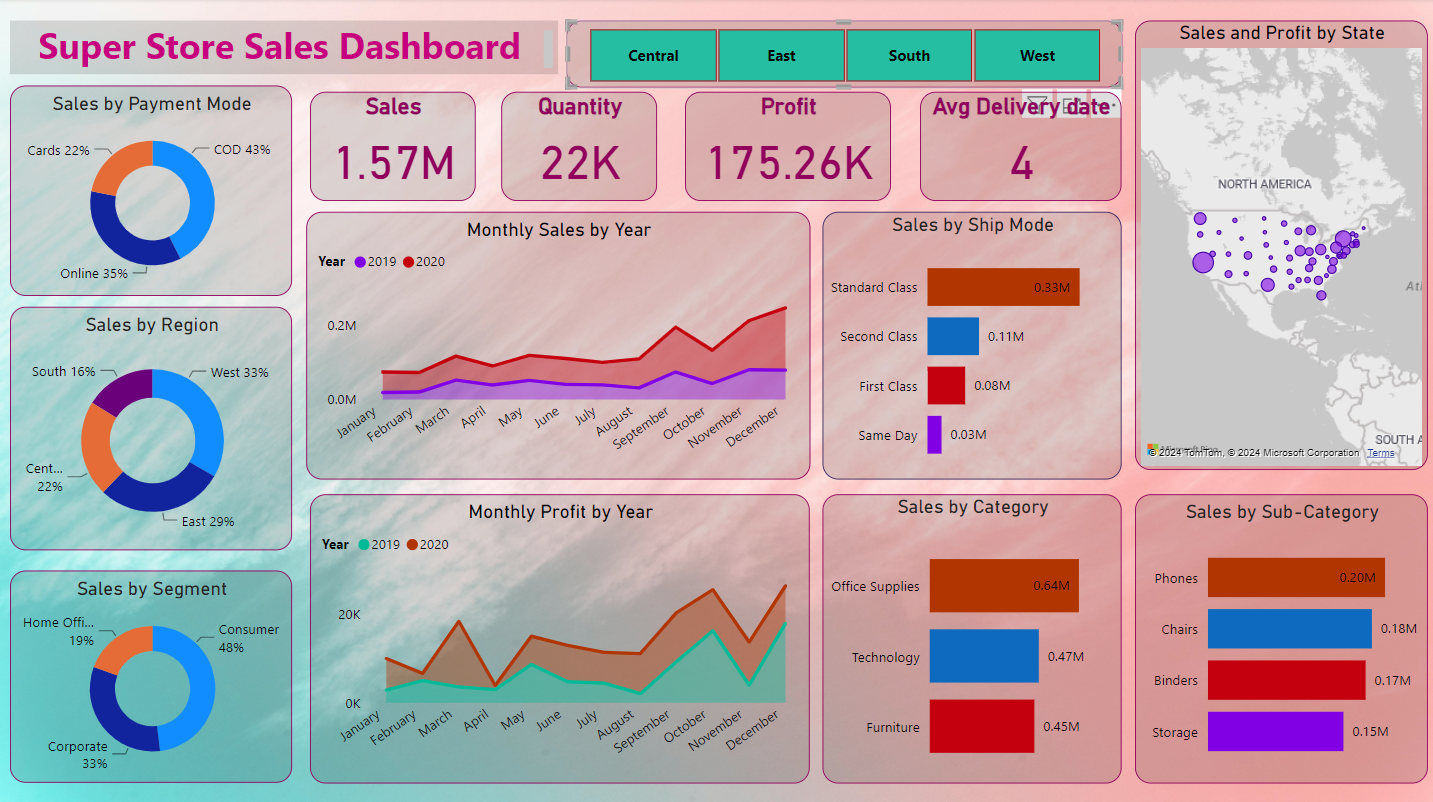 Super Store Sales Dashboard
Central
East
South
West
Sales by Payment Mode
Cards 22%
COD 43%
Online 35%
Sales by Region
South 16%
West 33%
Cent...
22%
East 29%
Sales by Segment
Home Offi...
19%
Consumer
48%
Corporate
33%
Sales
1.57M
Quantity
22K
Profit
175.26K
Avg Delivery date
4
Monthly Sales by Year
Year 2019 2020
0.2M
0.0M
January
February
March
April
May
June
July
August
September
October
November
December
Sales by Ship Mode
Standard Class 0.33M
Second Class 0.11M
First Class 0.08M
Same Day 0.03M
Sales and Profit by State
NORTH AMERICA
Atl
SOUTH A
Microsoft Bing
© 2024 TomTom, © 2024 Microsoft Corporation Terms
Monthly Profit by Year
Year 2019 2020
20K
0K
January
February
March
April
May
June
July
August
September
October
November
December
Sales by Category
Office Supplies 0.64M
Technology 0.47M
Furniture 0.45M
Sales by Sub-Category
Phones 0.20M
Chairs 0.18M
Binders 0.17M
Storage 0.15M